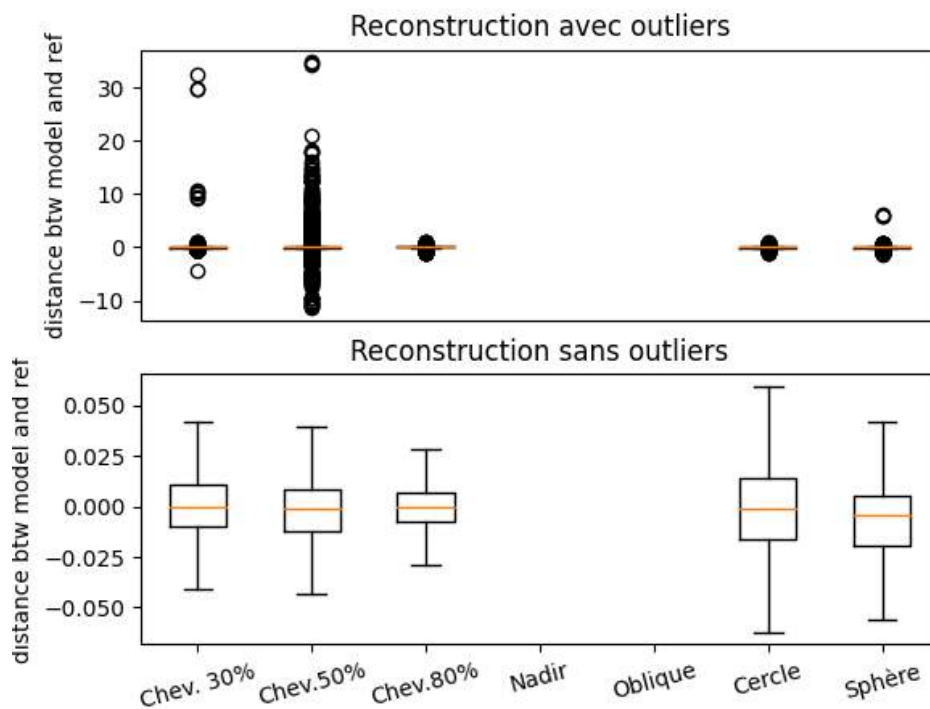 Reconstruction avec outliers
distance btw model and ref
30
20
10
0
−10
Reconstruction sans outliers
distance btw model and ref
0.050
0.025
0.000
−0.025
−0.050
Chev. 30%
Chev.50%
Chev.80%
Nadir
Oblique
Cercle
Sphère